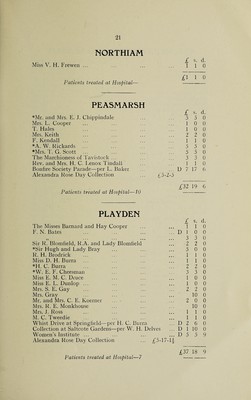 21
NORTHIAM
£ s. d.
Miss V. H. Frewen ... 1 1 0
£1 1 0
Patients treated at Hospital—
PEASMARSH
£ s. d.
*Mr. and Mrs. E. J. Cloppindale 3 3 0
Mrs. L. Cooper 1 0 0
T. Hales 1 0 0
Mrs. Keith 2 2 0
F. Kendall 1 1 0
*A. W. Rickards 3 3 0
*Mrs. T. G. Scott 3 3 0
The Marchioness of Tavistock 3 3 0
Rev. and Mrs. H. C. Lenox Tindall 1 1 0
Bonfire Society Parade—per L. Baker D 7 17 6
Alexandra Rose Day Collection £5-2-5
£32 19 6
Patients treated at Hospital—10
PLAYDEN
£ s. d.
The Misses Barnard and Hay Cooper 1 1 0
F. N. Bates D 1 0 0
" 3 3 0
Sir R. Blomfield, R.A. and Lady Blomfield 2 2 0
*Sir Hugh and Lady Bray 3 0 0
R. H. Brodrick 1 1 0
Miss D. H. Burra 1 1 0
*H. C. Burra 2 2 0
*W. E. F. Cheesman 3 3 0
Miss E. M. C. Druce 1 0 0
Miss E. L. Dunlop 1 0 0
Mrs. S. E. Gay 2 2 0
Mrs. Gray 10 0
Mr. and Mrs. C. E. Kenney 2 0 0
Mrs. R. E. Monkhouse 10 0
Mrs. J. Ross 1 1 0
M. C. Tweedie 1 1 0
Whist Drive at Springfield—per H. C. Burra D 2 6 0
Collection at Saltcote Gardens—per W. H. Delves D 1 10 0
Women's Institute D 3 3 9
Alexandra Rose Day Collection £3-17-1½
£37 18 9
Patients treated at Hospital—7